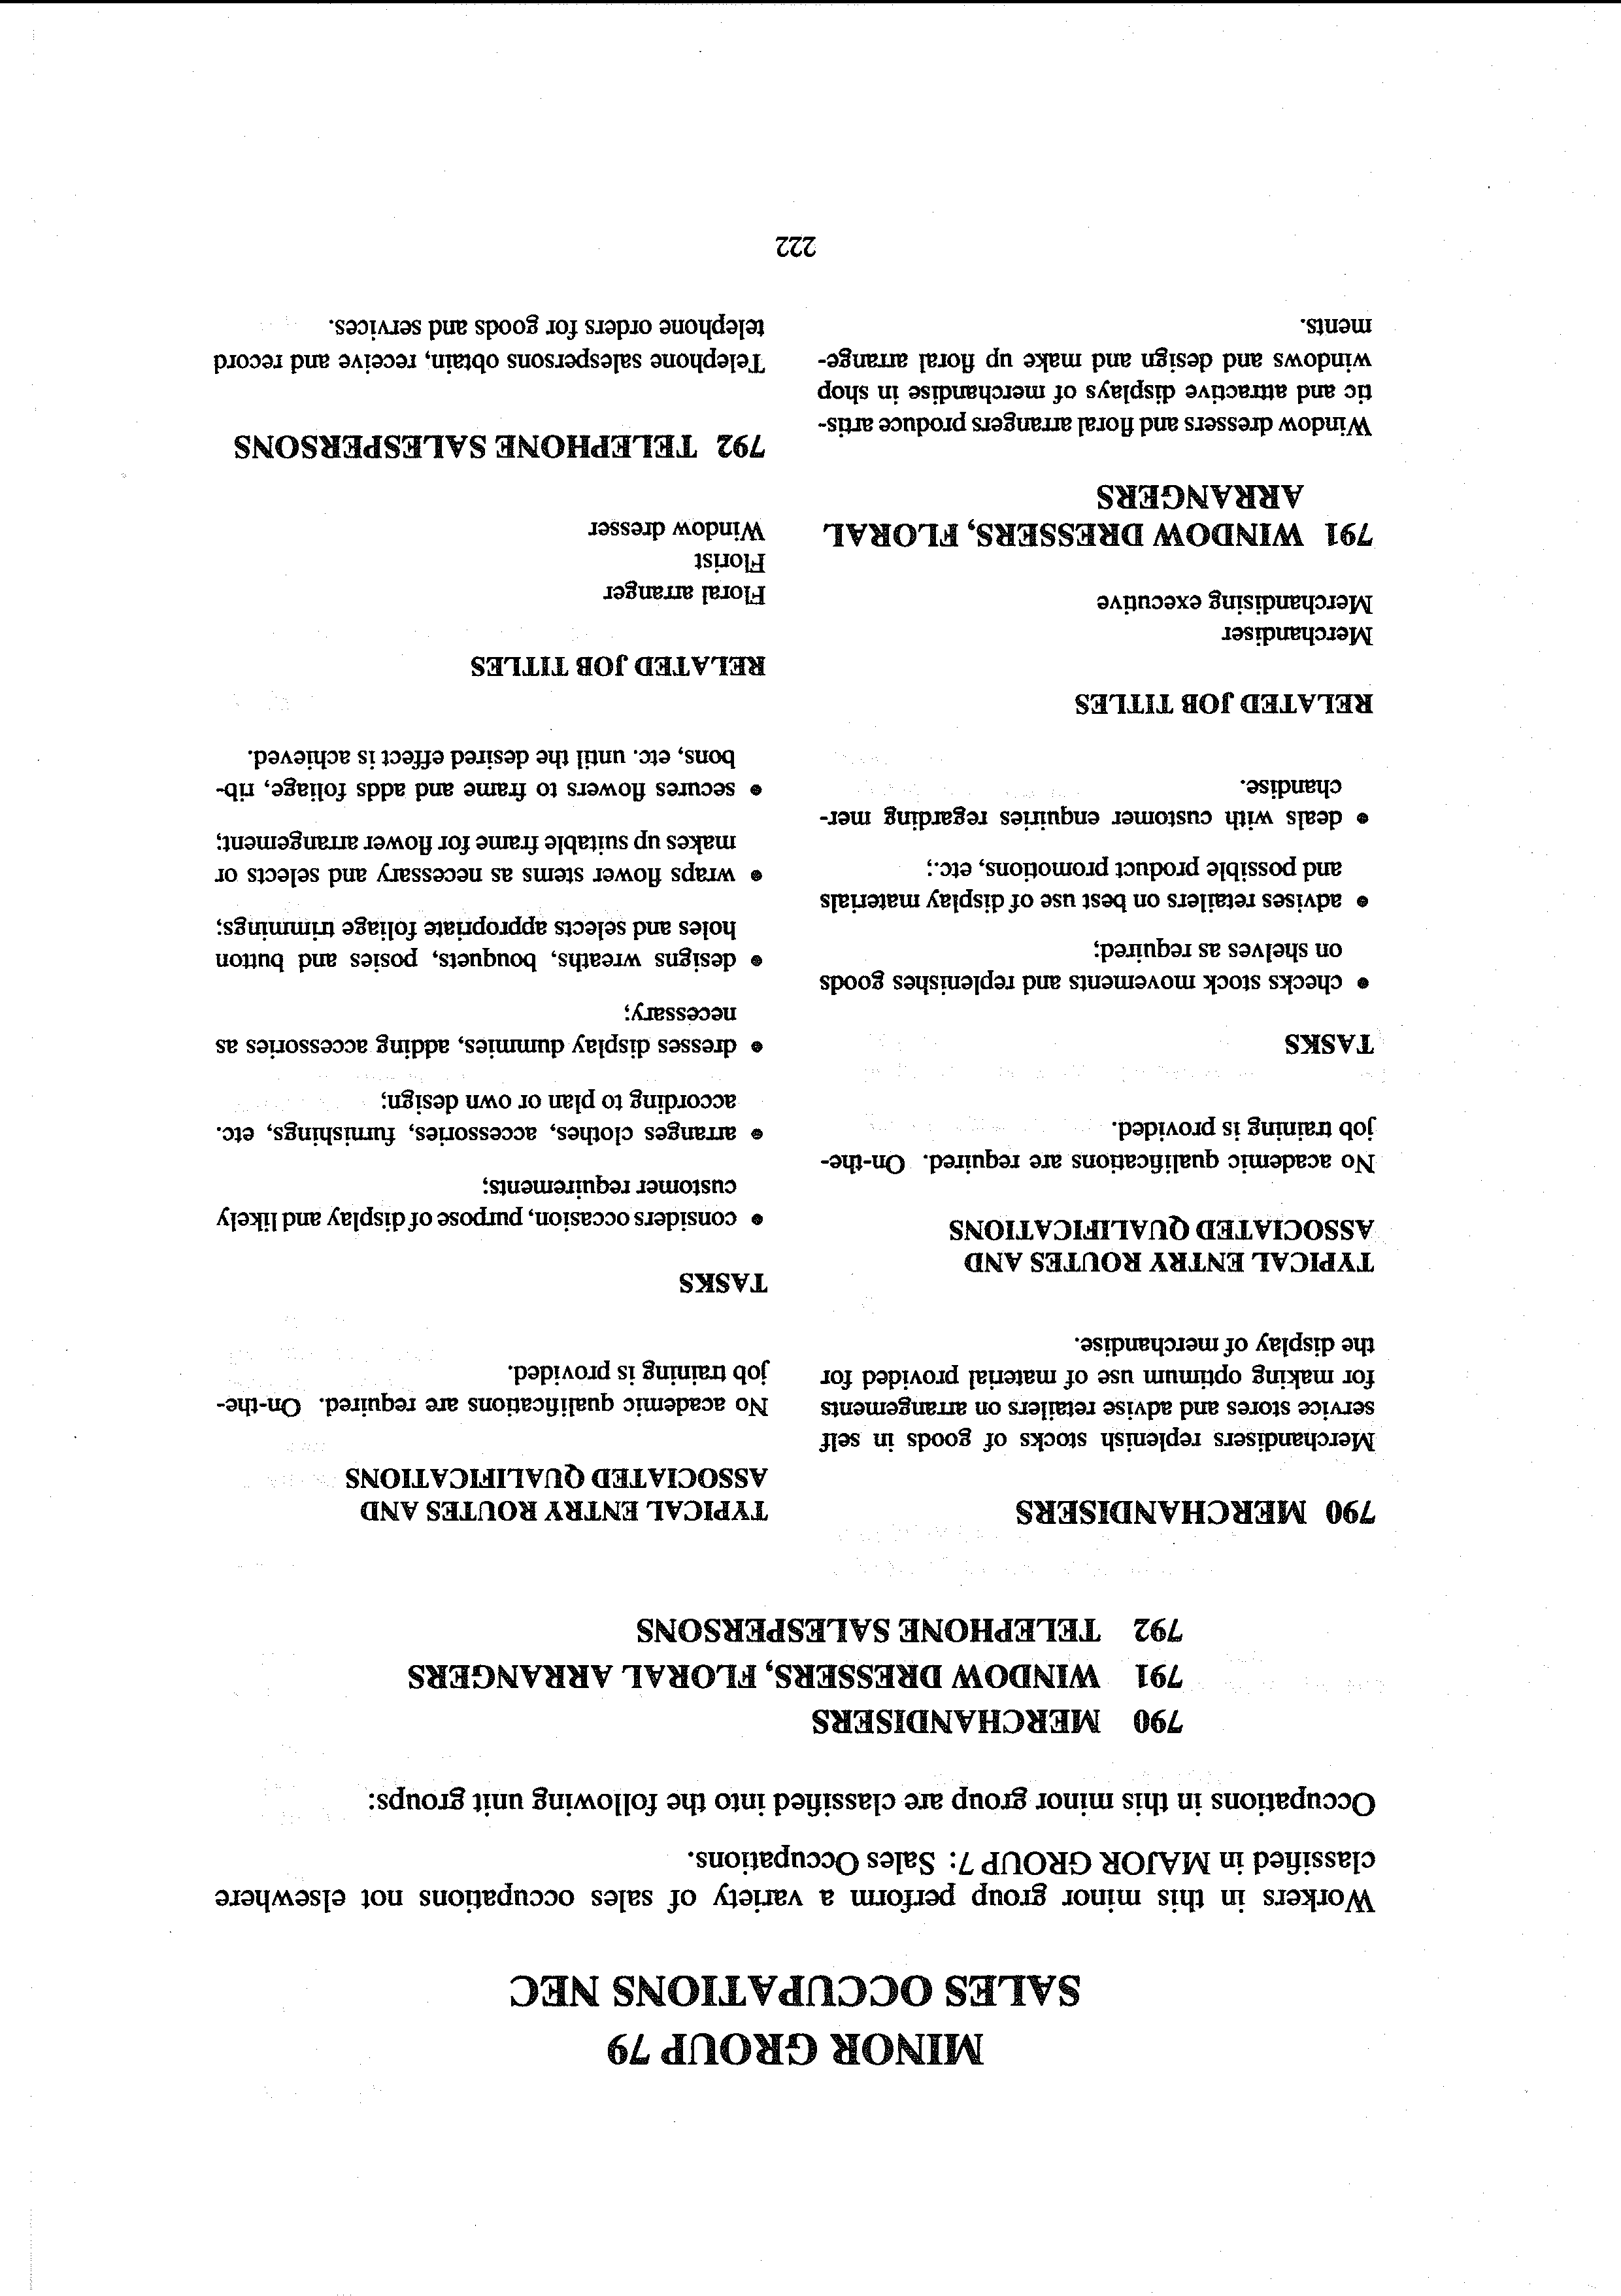 MINOR GROUP 79
SALES OCCUPATIONS NEC
Workers in this minor group perform a variety of sales occupations not elsewhere
classified in MAJOR GROUP 7: Sales Occupations.
Occupations in this minor group are classified into the following unit groups:
790 MERCHANDISERS
791 WINDOW DRESSERS, FLORAL ARRANGERS
792 TELEPHONE SALESPERSONS
790 MERCHANDISERS
Merchandisers replenish stocks of goods in self
service stores and advise retailers on arrangements
for making optimum use of material provided for
the display of merchandise.
TYPICAL ENTRY ROUTES AND
ASSOCIATED QUALIFICATIONS
No academic qualifications are required. On-the-
job training is provided.
TASKS
• checks stock movements and replenishes goods
on shelves as required;
• advises retailers on best use of display materials
and possible product promotions, etc.;
• deals with customer enquiries regarding mer-
chandise.
RELATED JOB TITLES
Merchandiser
Merchandising executive
791 WINDOW DRESSERS, FLORAL
ARRANGERS
Window dressers and floral arrangers produce artis-
tic and attractive displays of merchandise in shop
windows and design and make up floral arrange-
ments.
TYPICAL ENTRY ROUTES AND
ASSOCIATED QUALIFICATIONS
No academic qualifications are required. On-the-
job training is provided.
TASKS
• considers occasion, purpose of display and likely
customer requirements;
• arranges clothes, accessories, furnishings, etc.
according to plan or own design;
• dresses display dummies, adding accessories as
necessary;
• designs wreaths, bouquets, posies and button
holes and selects appropriate foliage trimmings;
• wraps flower stems as necessary and selects or
makes up suitable frame for flower arrangement;
• secures flowers to frame and adds foliage, rib-
bons, etc. until the desired effect is achieved.
RELATED JOB TITLES
Floral arranger
Florist
Window dresser
792 TELEPHONE SALESPERSONS
Telephone salespersons obtain, receive and record
telephone orders for goods and services.
222